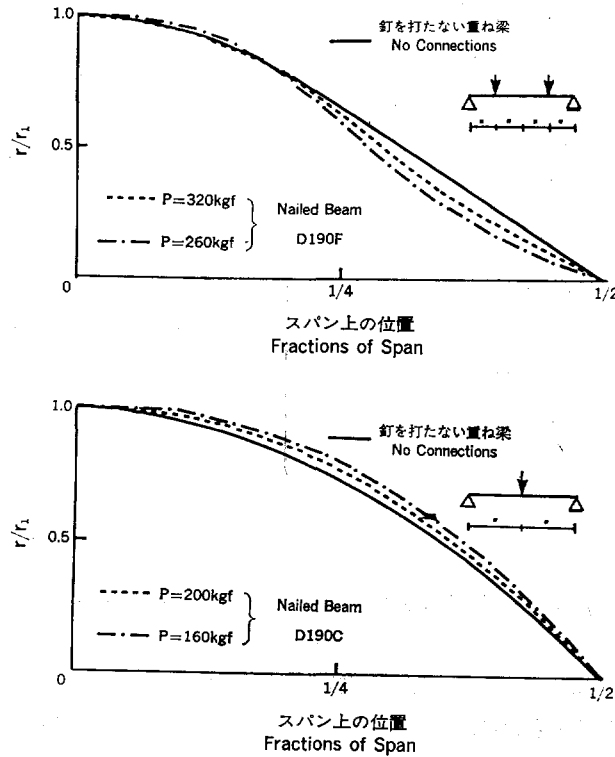 1.0
釘を打たない重ね梁
No Connections
r/r₁
0.5
P=320kgf
Nailed Beam
P=260kgf
D190F
0
0
1/4
1/2
スパン上の位置
Fractions of Span
1.0
釘を打たない重ね梁
No Connections
r/r₁
0.5
P=200kgf
Nailed Beam
P=160kgf
D190C
0
1/4
1/2
スパン上の位置
Fractions of Span